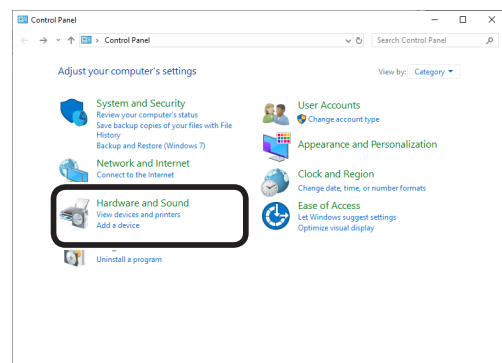 Control Panel
Control Panel
Search Control Panel
Adjust your computer's settings
View by: Category
System and Security
Review your computer's status
Save backup copies of your files with File
History
Backup and Restore (Windows 7)
Network and Internet
Connect to the Internet
Hardware and Sound
View devices and printers
Add a device
Uninstall a program
User Accounts
Change account type
Appearance and Personalization
Clock and Region
Change date, time, or number formats
Ease of Access
Let Windows suggest settings
Optimize visual display